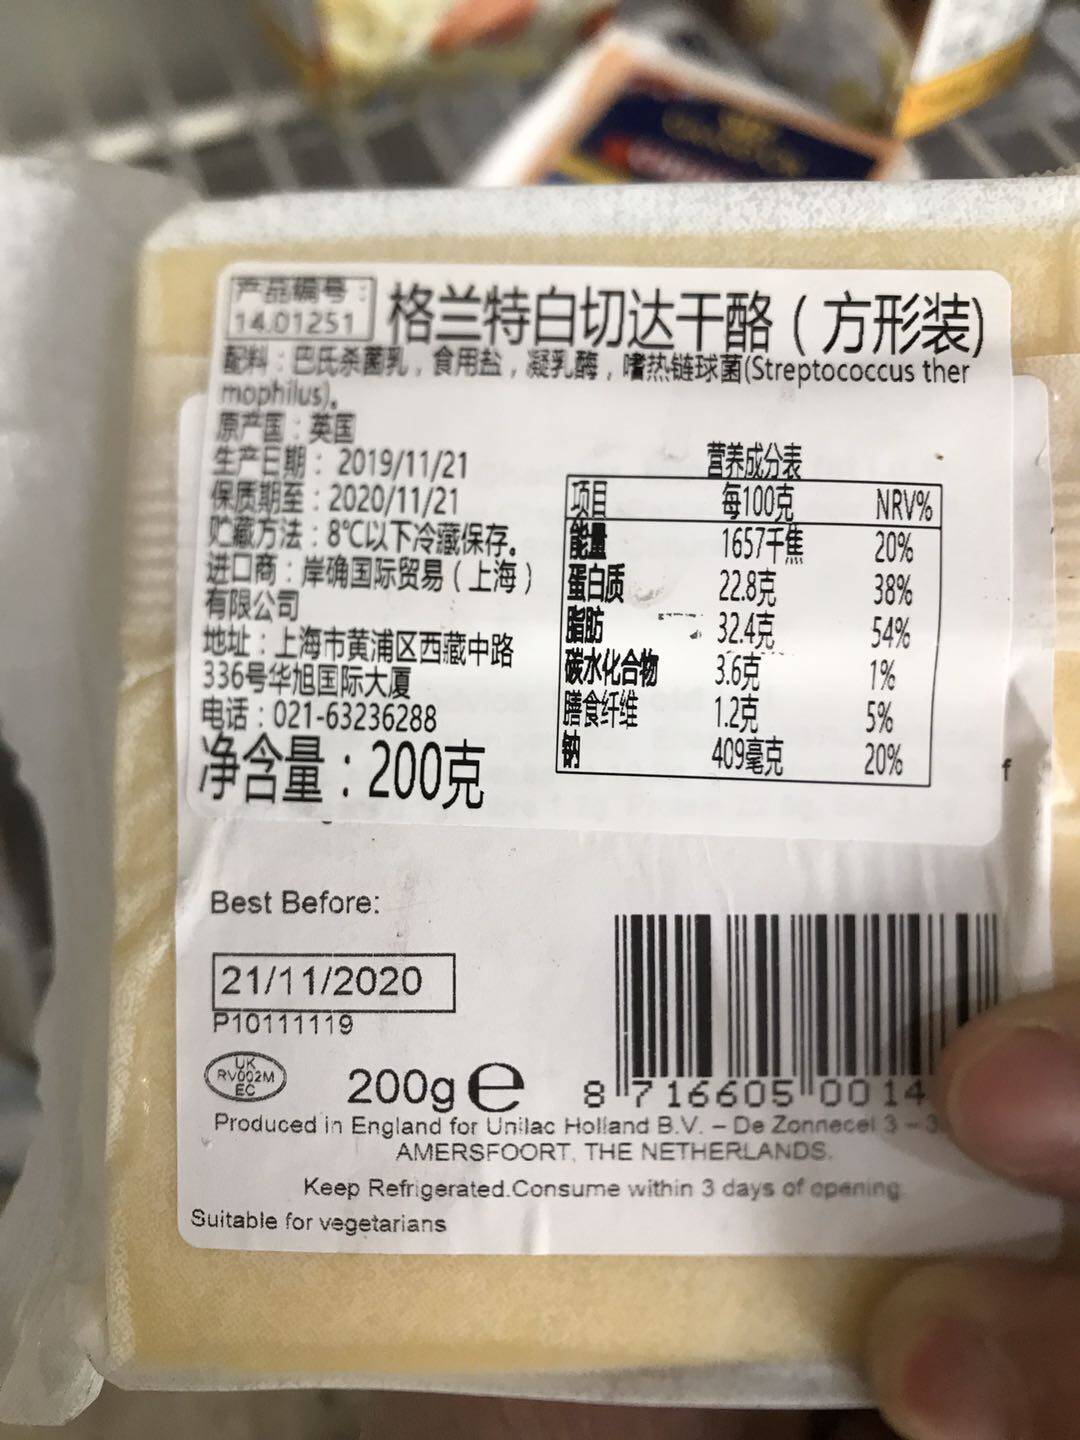 产品编号：
14.01251
格兰特白切达干酪（方形装)
配料：巴氏杀菌乳，食用盐，凝乳酶，嗜热链球菌(Streptococcus ther
mophilus)。
原产国：英国
生产日期：2019/11/21
保质期至：2020/11/21
贮藏方法：8℃以下冷藏保存。
进口商：岸确国际贸易（上海）
有限公司
地址：上海市黄浦区西藏中路
336号华旭国际大厦
电话：021-63236288
净含量：200克
营养成分表
项目 每100克 NRV%
能量 1657千焦 20%
蛋白质 22.8克 38%
脂肪 32.4克 54%
碳水化合物 3.6克 1%
膳食纤维 1.2克 5%
钠 409毫克 20%
Best Before:
21/11/2020
P10111119
UK
RV002M
EC
200g e
8 716605 0014
Produced in England for Unilac Holland B.V. – De Zonnecel 3 – 3
AMERSFOORT, THE NETHERLANDS.
Keep Refrigerated.Consume within 3 days of opening
Suitable for vegetarians